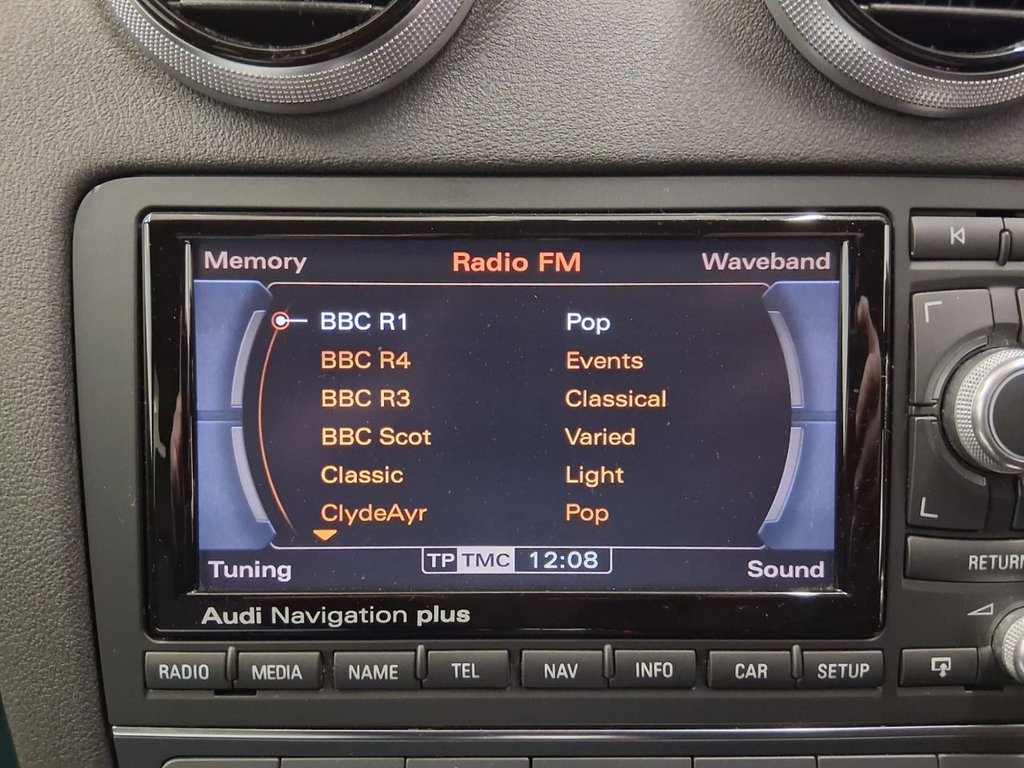 Memory Radio FM Waveband
BBC R1 Pop
BBC R4 Events
BBC R3 Classical
BBC Scot Varied
Classic Light
ClydeAyr Pop
Tuning TP TMC 12:08 Sound
RETURN
Audi Navigation plus
RADIO MEDIA NAME TEL NAV INFO CAR SETUP